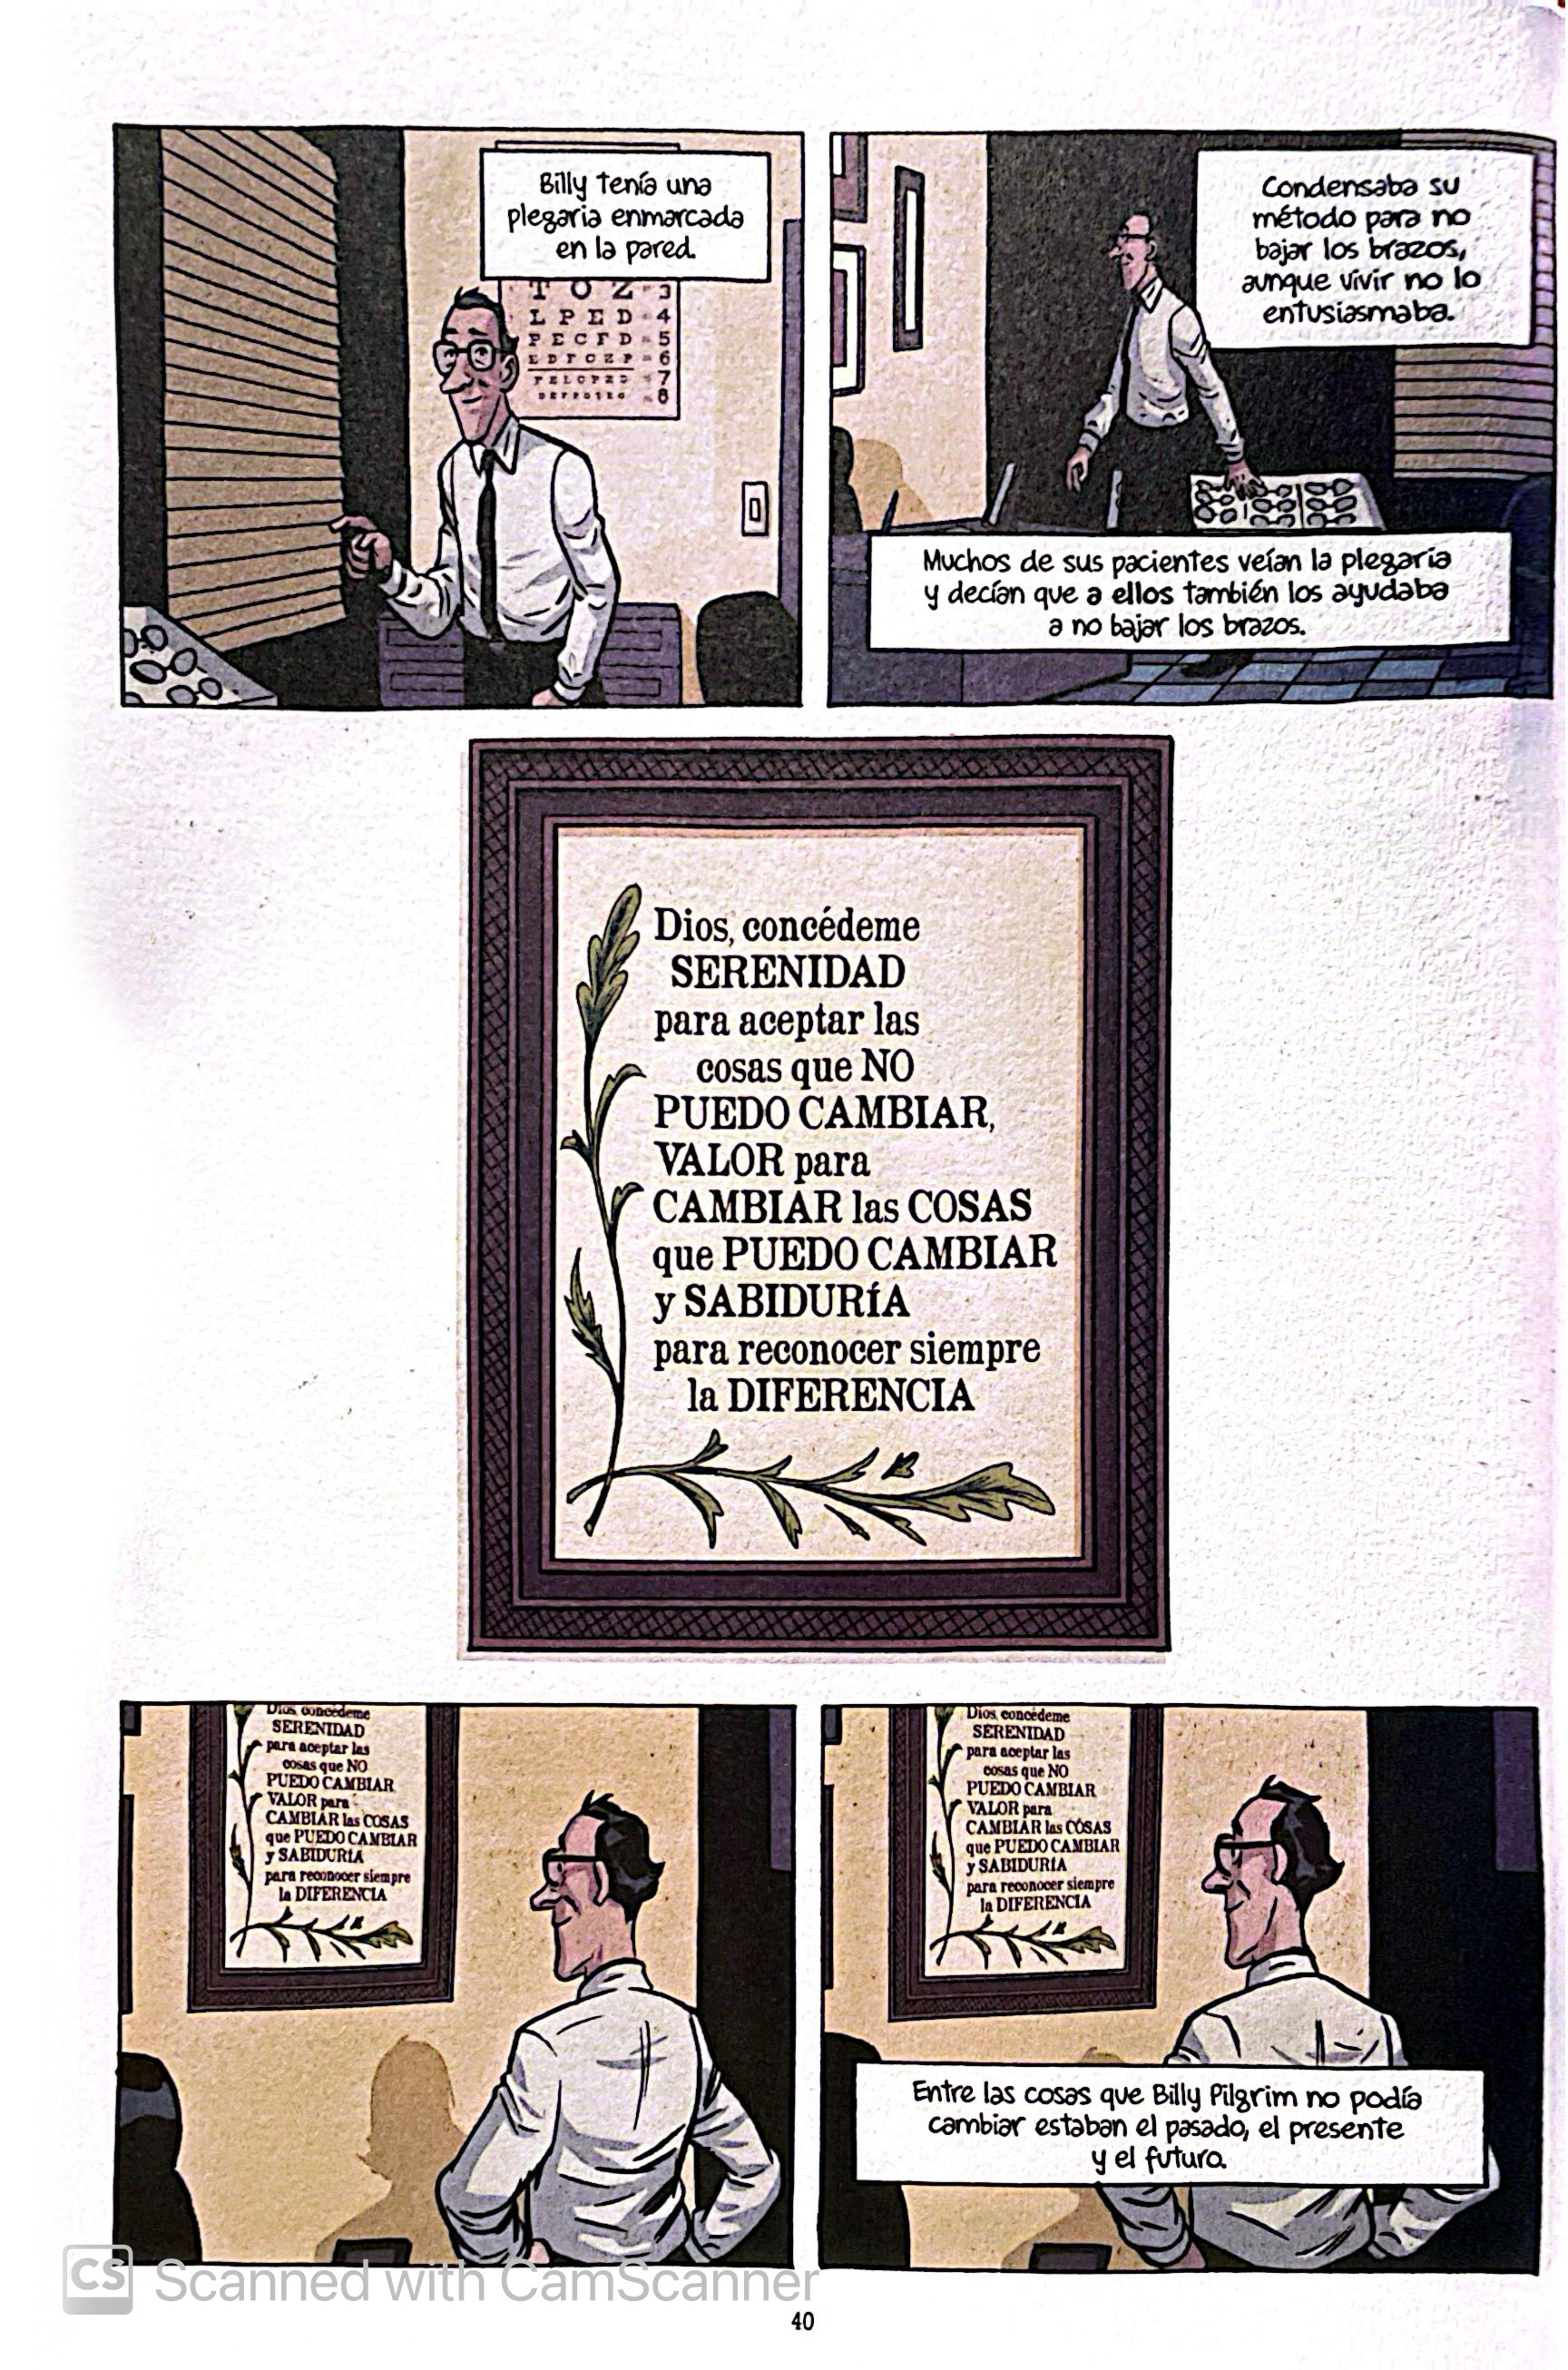 Billy tenía una
plegaria enmarcada
en la pared.
T O Z 3
L P E D 4
P E C F D 5
E D F C Z P 6
F E L O P Z D 7
D E F P O T E C 8
Condensaba su
método para no
bajar los brazos,
aunque vivir no lo
entusiasmaba.
Muchos de sus pacientes veían la plegaria
y decían que a ellos también los ayudaba
a no bajar los brazos.
Dios, concédeme
SERENIDAD
para aceptar las
cosas que NO
PUEDO CAMBIAR,
VALOR para
CAMBIAR las COSAS
que PUEDO CAMBIAR
y SABIDURÍA
para reconocer siempre
la DIFERENCIA
Dios, concédeme
SERENIDAD
para aceptar las
cosas que NO
PUEDO CAMBIAR
VALOR para
CAMBIAR las COSAS
que PUEDO CAMBIAR
y SABIDURÍA
para reconocer siempre
la DIFERENCIA
Dios, concédeme
SERENIDAD
para aceptar las
cosas que NO
PUEDO CAMBIAR
VALOR para
CAMBIAR las COSAS
que PUEDO CAMBIAR
y SABIDURÍA
para reconocer siempre
la DIFERENCIA
Entre las cosas que Billy Pilgrim no podía
cambiar estaban el pasado, el presente
y el futuro.
CS Scanned with CamScanner
40